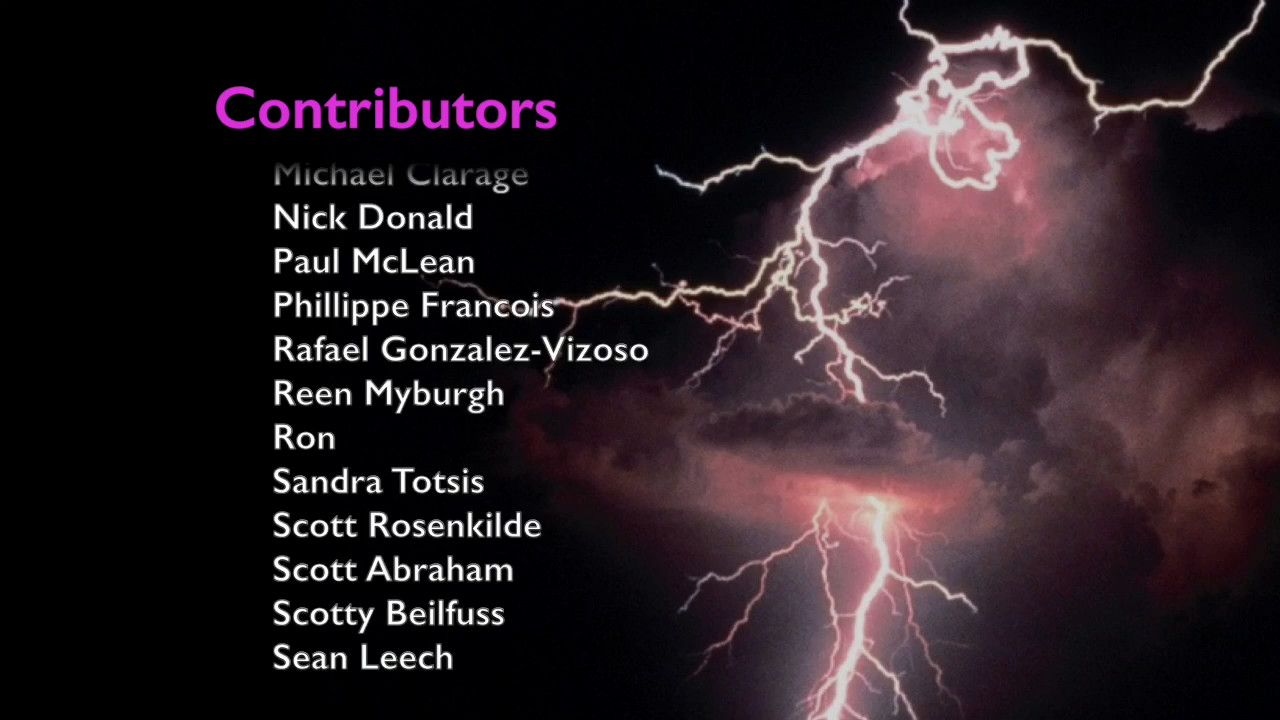 Contributors
Michael Clarage
Nick Donald
Paul McLean
Phillippe Francois
Rafael Gonzalez-Vizoso
Reen Myburgh
Ron
Sandra Totsis
Scott Rosenkilde
Scott Abraham
Scotty Beilfuss
Sean Leech